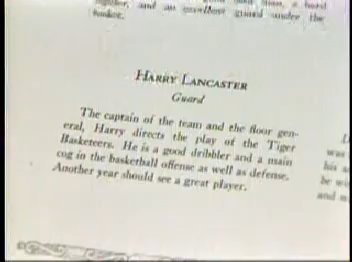 and an excellent guard under the
basket.
HARRY LANCASTER
Guard
The captain of the team and the floor gen-
eral, Harry directs the play of the Tiger
Basketeers. He is a good dribbler and a main
cog in the basketball offense as well as defense.
Another year should see a great player.
was
his